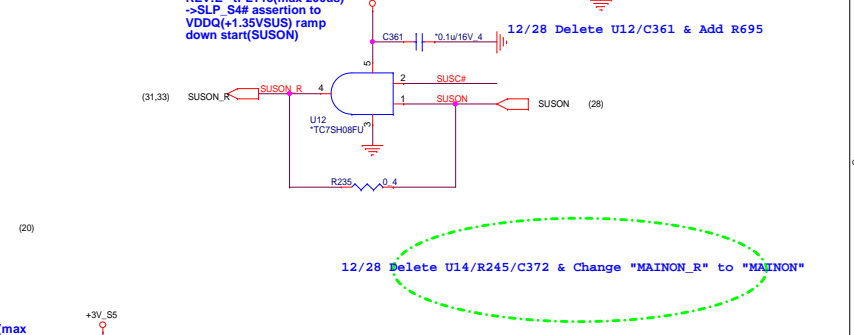 ->SLP_S4# assertion to
VDDQ(+1.35VSUS) ramp
down start(SUSON)
12/28 Delete U12/C361 & Add R695
C361
*0.1u/16V_4
5
2
SUSC#
(31,33)
SUSON_R
SUSON_R
4
1
SUSON
SUSON
(28)
U12
*TC7SH08FU
3
R235
0_4
(20)
12/28 Delete U14/R245/C372 & Change "MAINON_R" to "MAINON"
+3V_S5
(max